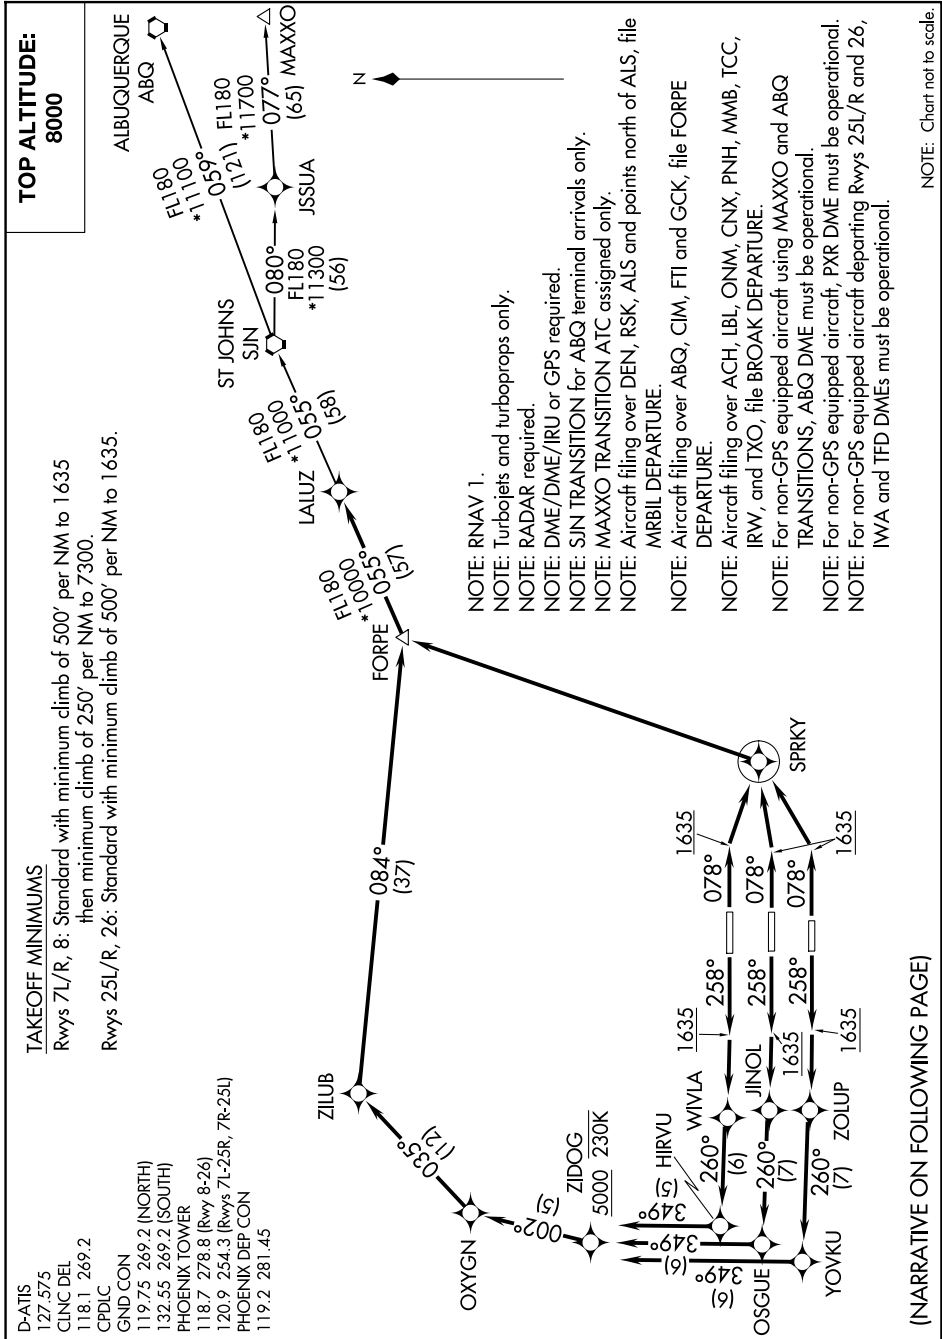 TOP ALTITUDE:
8000
TAKEOFF MINIMUMS
Rwys 7L/R, 8: Standard with minimum climb of 500' per NM to 1635
then minimum climb of 250' per NM to 7300.
Rwys 25L/R, 26: Standard with minimum climb of 500' per NM to 1635.
D-ATIS
127.575
CLNC DEL
118.1 269.2
CPDLC
GND CON
119.75 269.2 (NORTH)
132.55 269.2 (SOUTH)
PHOENIX TOWER
118.7 278.8 (Rwy 8-26)
120.9 254.3 (Rwys 7L-25R, 7R-25L)
PHOENIX DEP CON
119.2 281.45
ALBUQUERQUE
ABQ
FL180
*11100
059°
(121)
FL180
*11700
077°
(65)
MAXXO
JSSUA
080°
FL180
*11300
(56)
ST JOHNS
SJN
FL180
*11000
055°
(58)
LALUZ
FL180
*10000
055°
(57)
FORPE
N
084°
(37)
ZILUB
035°
(12)
OXYGN
002°
(5)
ZIDOG
5000 230K
HIRVU
(5)
349°
349°
(6)
349°
(6)
OSGUE
YOVKU
260°
(6)
260°
(7)
260°
(7)
WIVLA
JINOL
ZOLUP
1635
1635
1635
258°
258°
258°
078°
078°
078°
1635
1635
SPRKY
NOTE: RNAV 1.
NOTE: Turbojets and turboprops only.
NOTE: RADAR required.
NOTE: DME/DME/IRU or GPS required.
NOTE: SJN TRANSITION for ABQ terminal arrivals only.
NOTE: MAXXO TRANSITION ATC assigned only.
NOTE: Aircraft filing over DEN, RSK, ALS and points north of ALS, file
MRBIL DEPARTURE.
NOTE: Aircraft filing over ABQ, CIM, FTI and GCK, file FORPE
DEPARTURE.
NOTE: Aircraft filing over ACH, LBL, ONM, CNX, PNH, MMB, TCC,
IRW, and TXO, file BROAK DEPARTURE.
NOTE: For non-GPS equipped aircraft using MAXXO and ABQ
TRANSITIONS, ABQ DME must be operational.
NOTE: For non-GPS equipped aircraft, PXR DME must be operational.
NOTE: For non-GPS equipped aircraft departing Rwys 25L/R and 26,
IWA and TFD DMEs must be operational.
NOTE: Chart not to scale.
(NARRATIVE ON FOLLOWING PAGE)